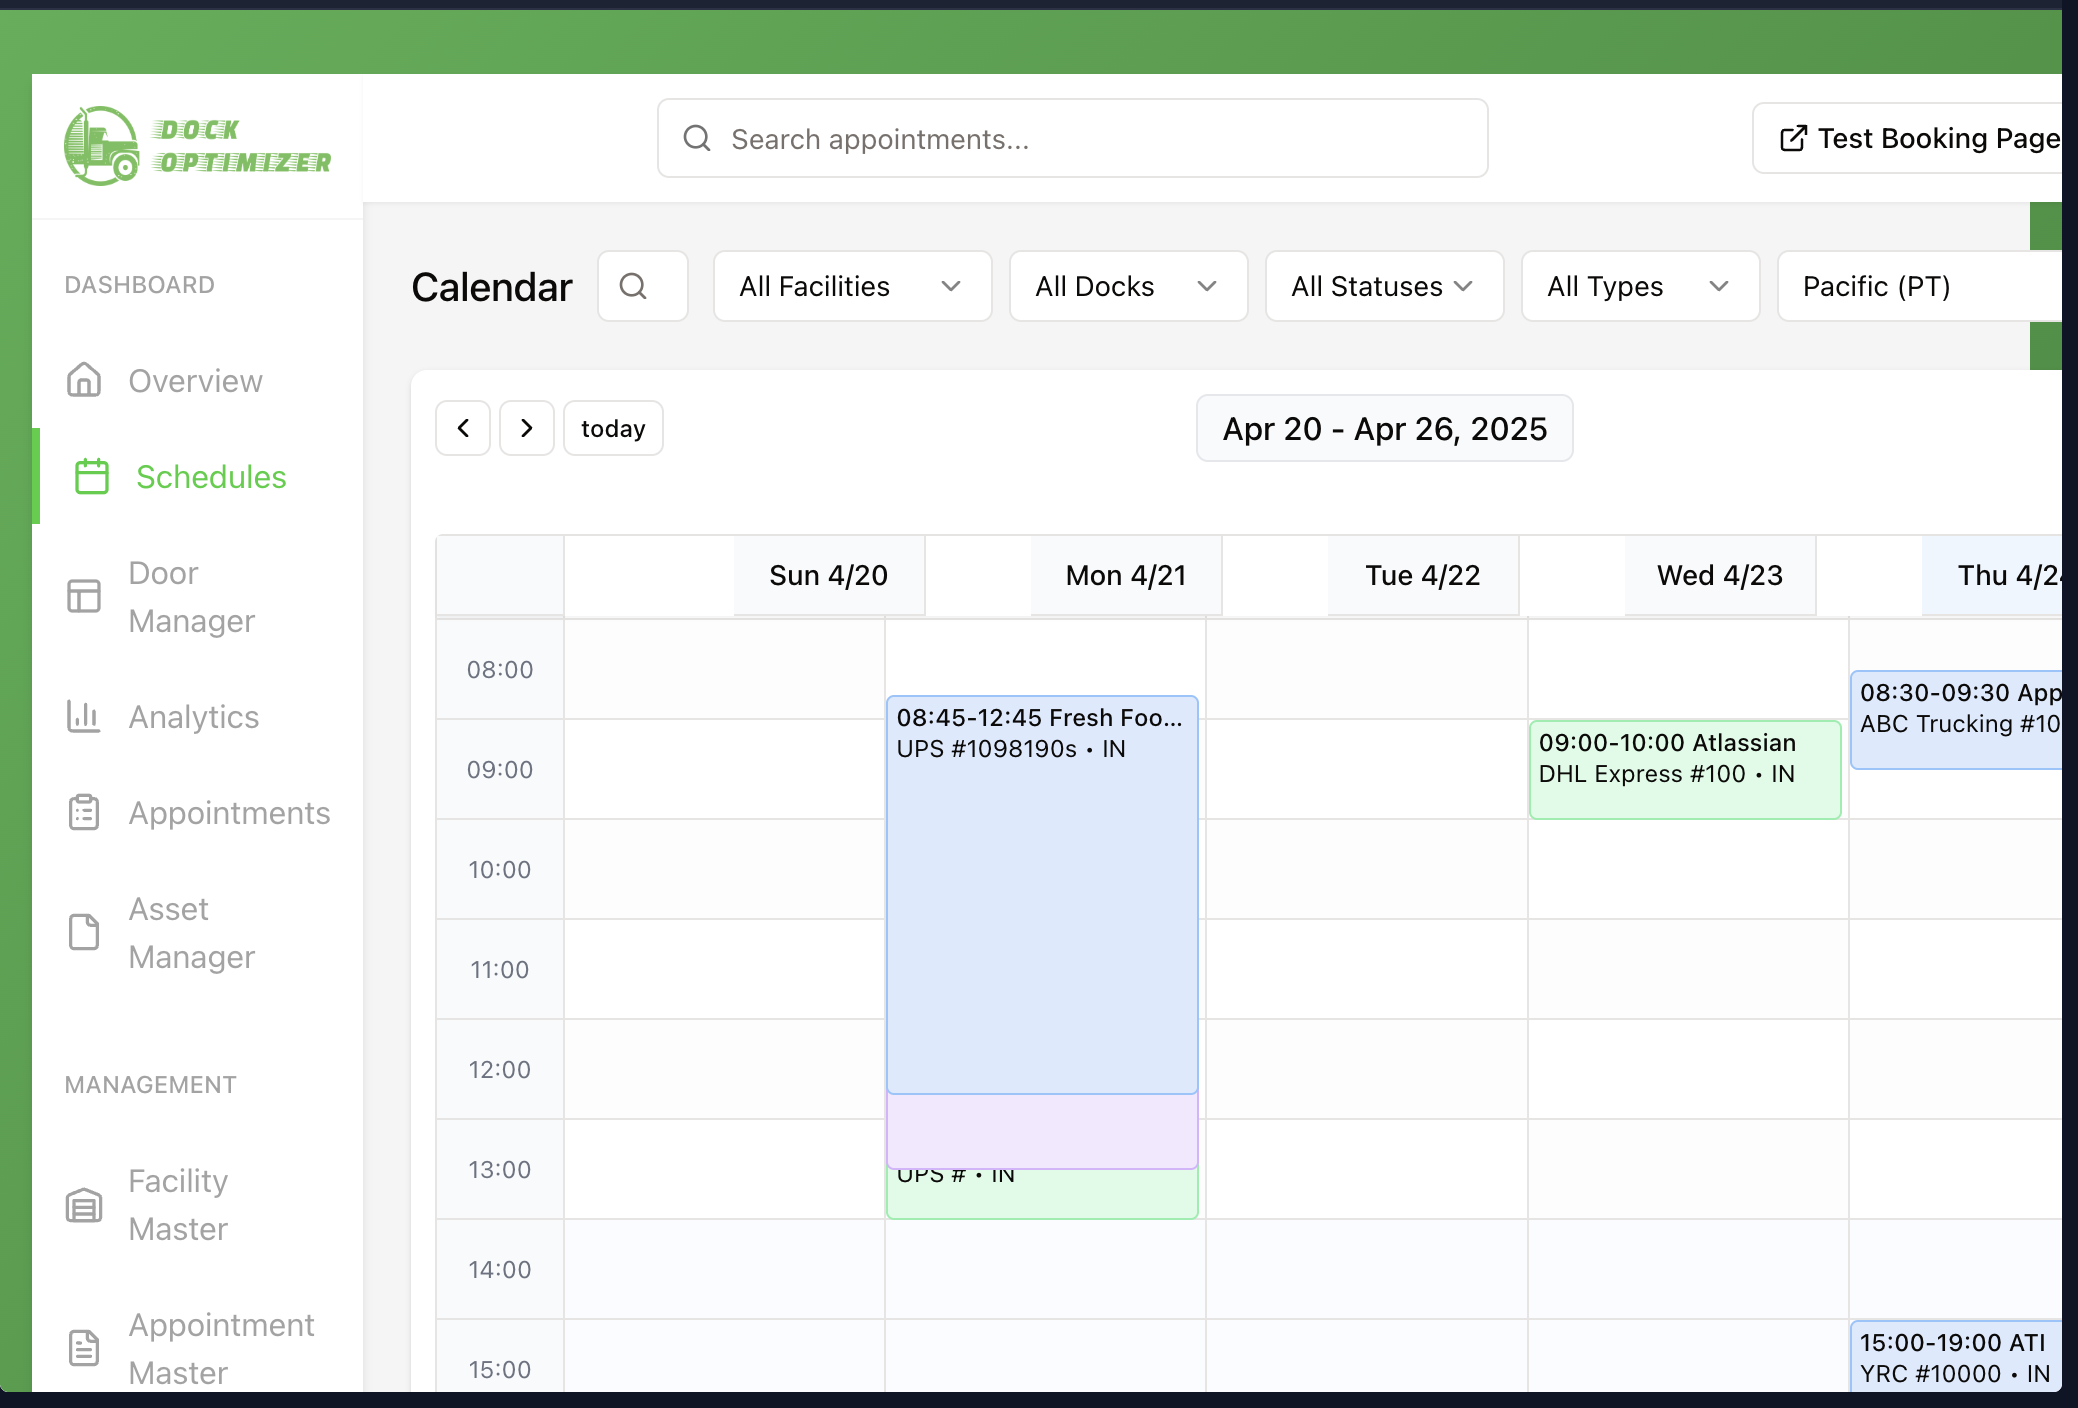 DOCK
OPTIMIZER
Search appointments...
Test Booking Page
DASHBOARD
Overview
Schedules
Door
Manager
Analytics
Appointments
Asset
Manager
MANAGEMENT
Facility
Master
Appointment
Master
Calendar
All Facilities
All Docks
All Statuses
All Types
Pacific (PT)
today
Apr 20 - Apr 26, 2025
Sun 4/20
Mon 4/21
Tue 4/22
Wed 4/23
Thu 4/24
08:00
09:00
10:00
11:00
12:00
13:00
14:00
15:00
08:45-12:45 Fresh Foo...
UPS #1098190s • IN
UPS # • IN
09:00-10:00 Atlassian
DHL Express #100 • IN
08:30-09:30 App
ABC Trucking #10
15:00-19:00 ATI
YRC #10000 • IN